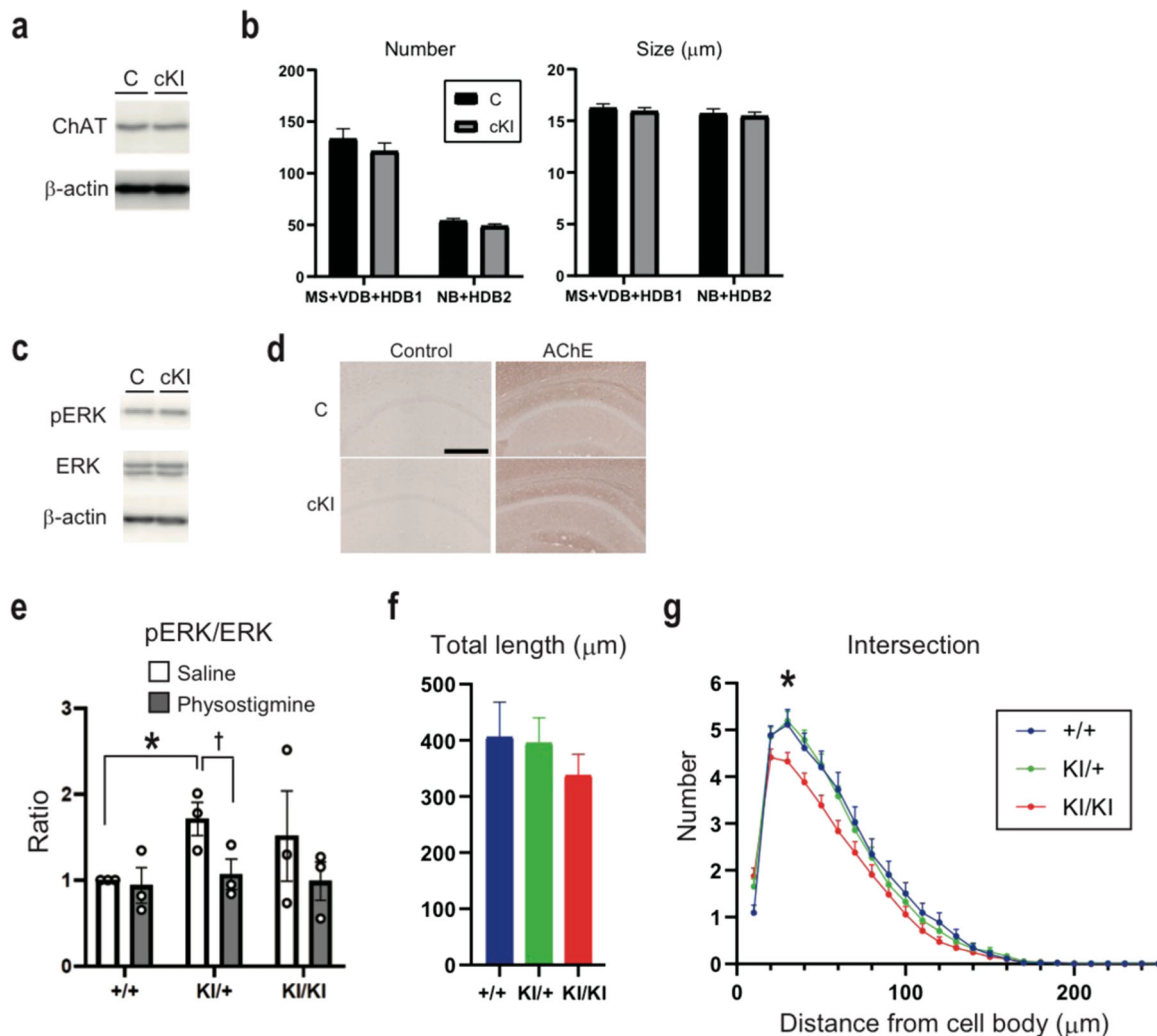 a
C cKI
ChAT
β-actin
b
Number
200
150
100
50
0
C
cKI
MS+VDB+HDB1 NB+HDB2
Size (μm)
20
15
10
5
0
MS+VDB+HDB1 NB+HDB2
c
C cKI
pERK
ERK
β-actin
d
Control AChE
C
cKI
e
pERK/ERK
Saline
Physostigmine
Ratio
3
2
1
0
* †
+/+ KI/+ KI/KI
f
Total length (μm)
500
400
300
200
100
0
+/+ KI/+ KI/KI
g
Intersection
*
Number
6
5
4
3
2
1
0
+/+
KI/+
KI/KI
0 100 200
Distance from cell body (μm)